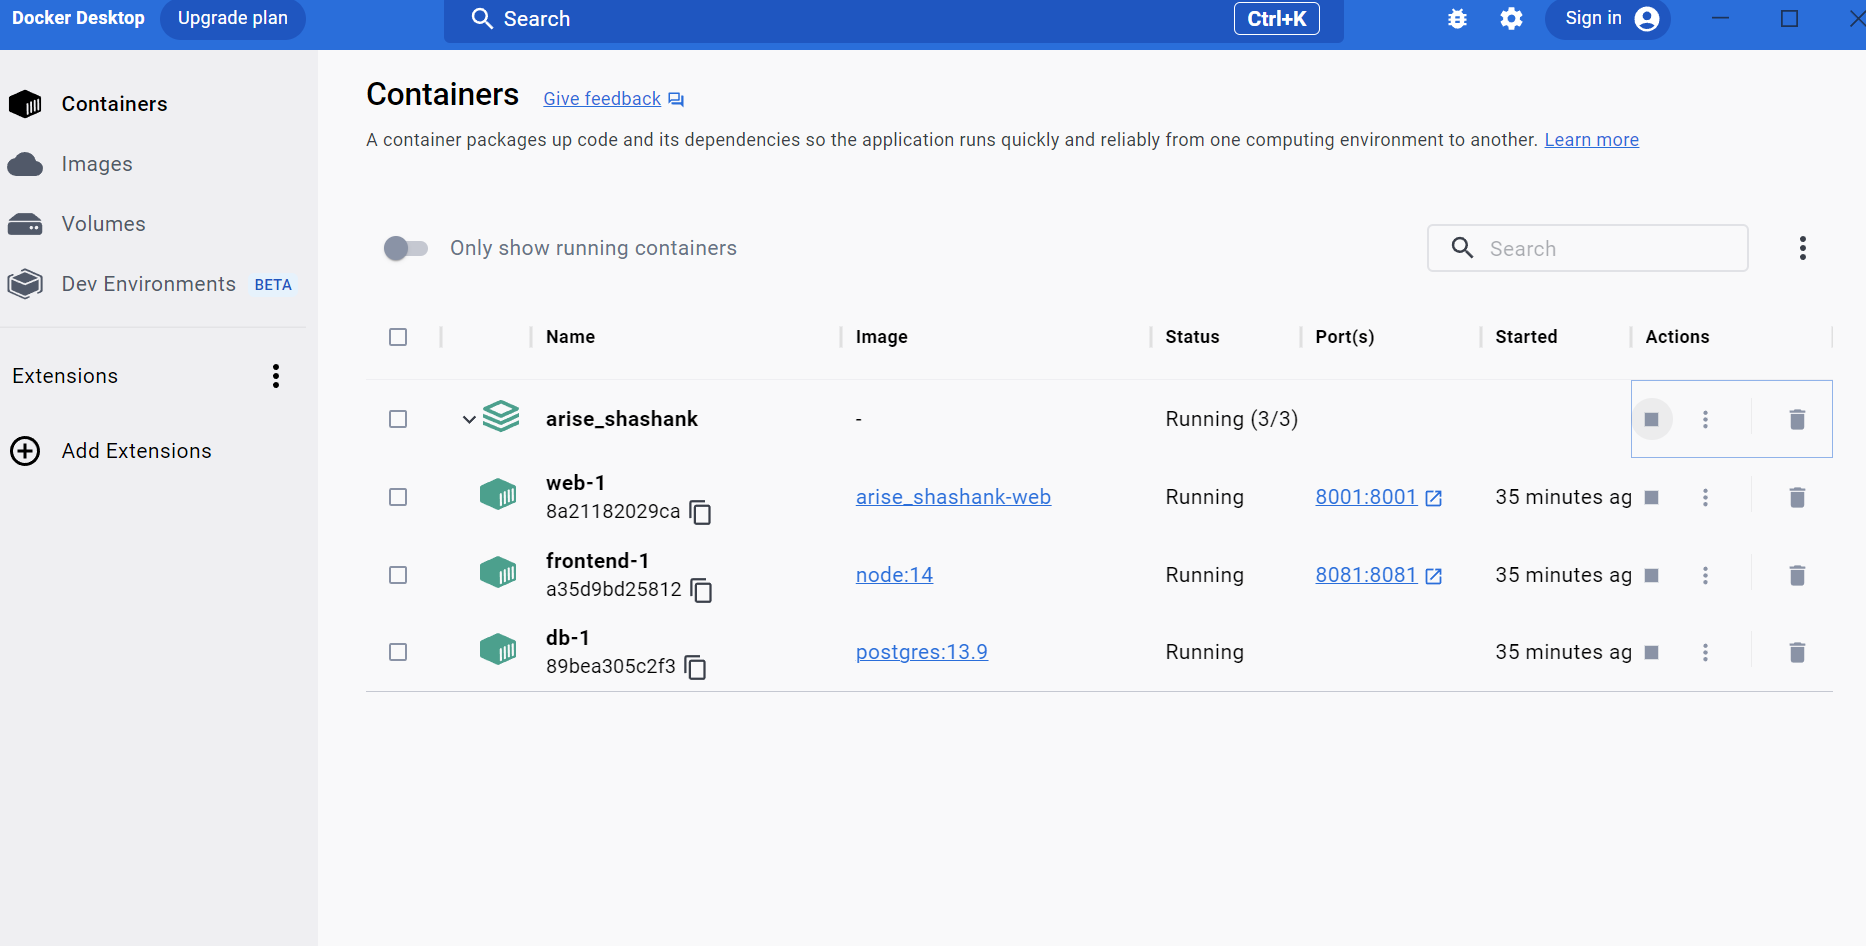 Docker Desktop Upgrade plan Search Ctrl+K Sign in
Containers
Images
Volumes
Dev Environments BETA
Extensions
Add Extensions
Containers Give feedback
A container packages up code and its dependencies so the application runs quickly and reliably from one computing environment to another. Learn more
Only show running containers Search
Name Image Status Port(s) Started Actions
arise_shashank - Running (3/3)
web-1
8a21182029ca arise_shashank-web Running 8001:8001 35 minutes ag
frontend-1
a35d9bd25812 node:14 Running 8081:8081 35 minutes ag
db-1
89bea305c2f3 postgres:13.9 Running 35 minutes ag